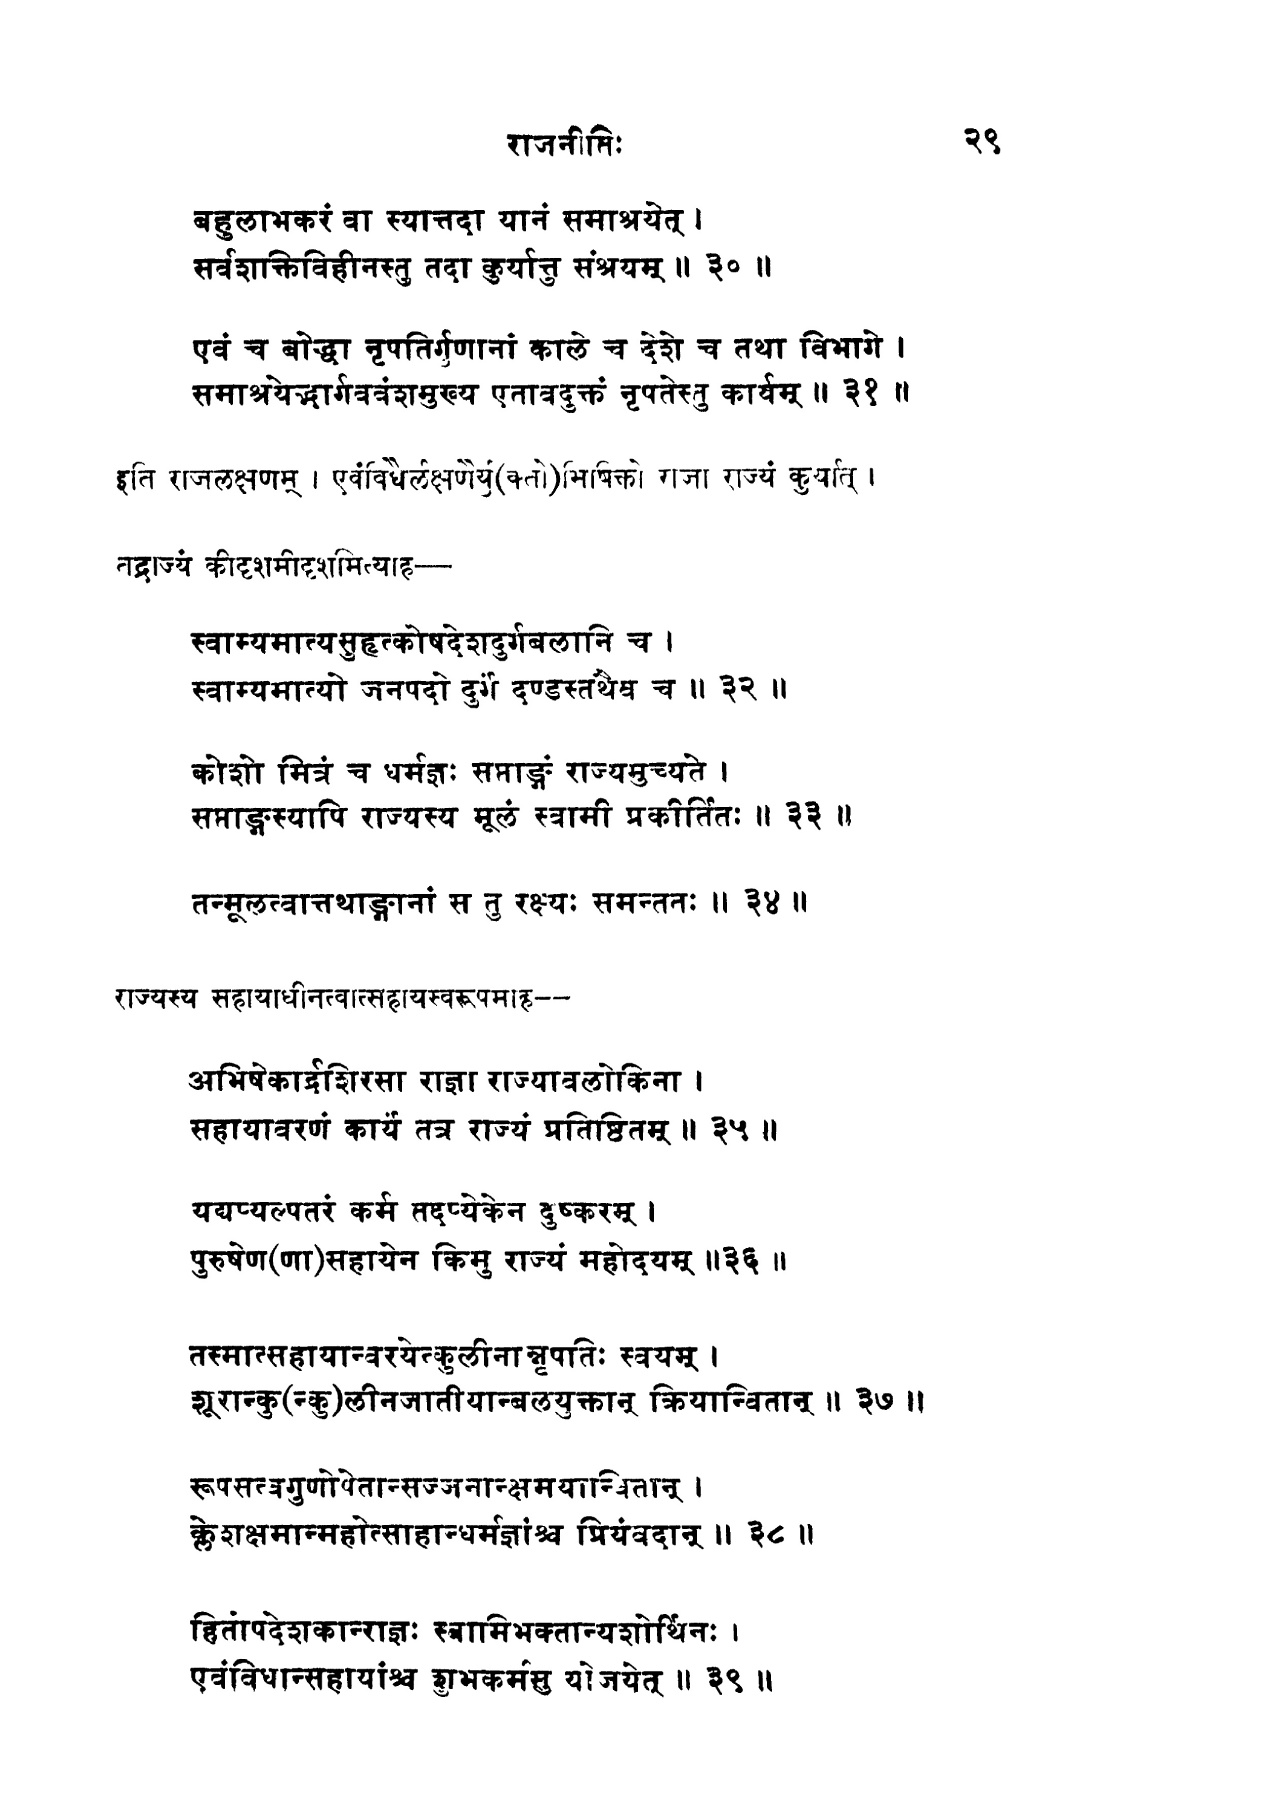 राजनीतिः २९
बहुलाभकरं वा स्यात्तदा यानं समाश्रयेत् ।
सर्वशक्तिविहीनस्तु तदा कुर्यात्तु संश्रयम् ॥ ३० ॥
एवं च बोद्धा नृपतिर्गुणानां काले च देशे च तथा विभागे ।
समाश्रयेद्भार्गववंशमुख्य एतावदुक्तं नृपतेस्तु कार्यम् ॥ ३१ ॥
इति राजलक्षणम् । एवंविधैर्लक्षणैर्यु(क्तो)भिषिक्तो राजा राज्यं कुर्यात् ।
तद्राज्यं कीदृशमीदृशमित्याह—
स्वाम्यमात्यसुहृत्कोषदेशदुर्गबलानि च ।
स्वाम्यमात्यो जनपदो दुर्गं दण्डस्तथैव च ॥ ३२ ॥
कोशो मित्रं च धर्मज्ञः सप्ताङ्गं राज्यमुच्यते ।
सप्ताङ्गस्यापि राज्यस्य मूलं स्वामी प्रकीर्तितः ॥ ३३ ॥
तन्मूलत्वात्तथाङ्गानां स तु रक्ष्यः समन्ततः ॥ ३४ ॥
राज्यस्य सहायाधीनत्वात्सहायस्वरूपमाह--
अभिषेकार्द्रशिरसा राज्ञा राज्यावलोकिना ।
सहायावरणं कार्यं तत्र राज्यं प्रतिष्ठितम् ॥ ३५ ॥
यद्यप्यल्पतरं कर्म तदप्येकेन दुष्करम् ।
पुरुषेण(णा)सहायेन किमु राज्यं महोदयम् ॥३६ ॥
तस्मात्सहायान्वरयेत्कुलीनान्नृपतिः स्वयम् ।
शूरान्कु(न्कु)लीनजातीयान्बलयुक्तान् क्रियान्वितान् ॥ ३७ ॥
रूपसत्वगुणोपेतान्सज्जनान्क्षमयान्वितान् ।
क्लेशक्षमान्महोत्साहान्धर्मज्ञांश्च प्रियंवदान् ॥ ३८ ॥
हितोपदेशकान्राज्ञः स्वामिभक्तान्यशोर्थिनः ।
एवंविधान्सहायांश्च शुभकर्मसु योजयेत् ॥ ३९ ॥